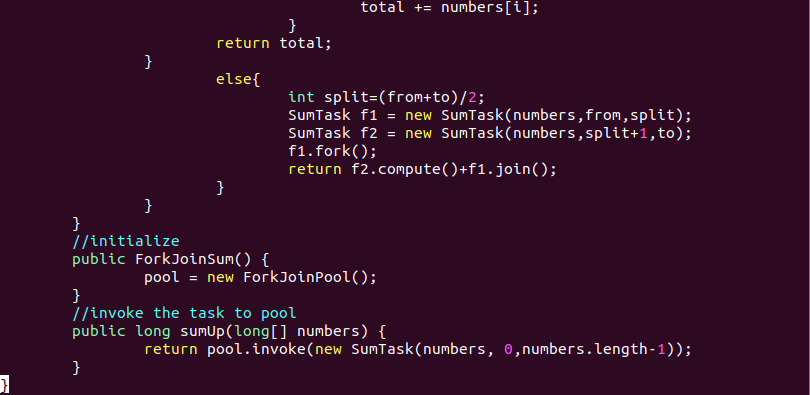 total += numbers[i];
}
return total;
}
else{
int split=(from+to)/2;
SumTask f1 = new SumTask(numbers,from,split);
SumTask f2 = new SumTask(numbers,split+1,to);
f1.fork();
return f2.compute()+f1.join();
}
}
}
//initialize
public ForkJoinSum() {
pool = new ForkJoinPool();
}
//invoke the task to pool
public long sumUp(long[] numbers) {
return pool.invoke(new SumTask(numbers, 0,numbers.length-1));
}
}